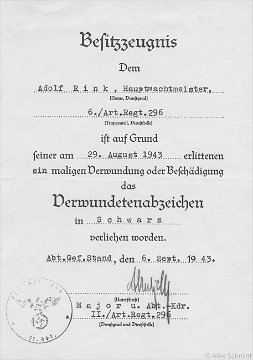 Besitzzeugnis
Dem
Adolf Rink, Hauptwachtmeister,
(Name, Dienstgrad)
6./Art.Regt.296
(Truppenteil, Dienststelle)
ist auf Grund
seiner am 29. August 1943 erlittenen
ein maligen Verwundung oder Beschädigung
das
Verwundetenabzeichen
in Schwarz
verliehen worden.
Abt.Gef.Stand, den 6. Sept. 1943.
(Unterschrift)
Major u. Abt.-Kdr.
II./Art.Regt.296
(Dienstgrad und Dienststelle)
© Alex Schmidt